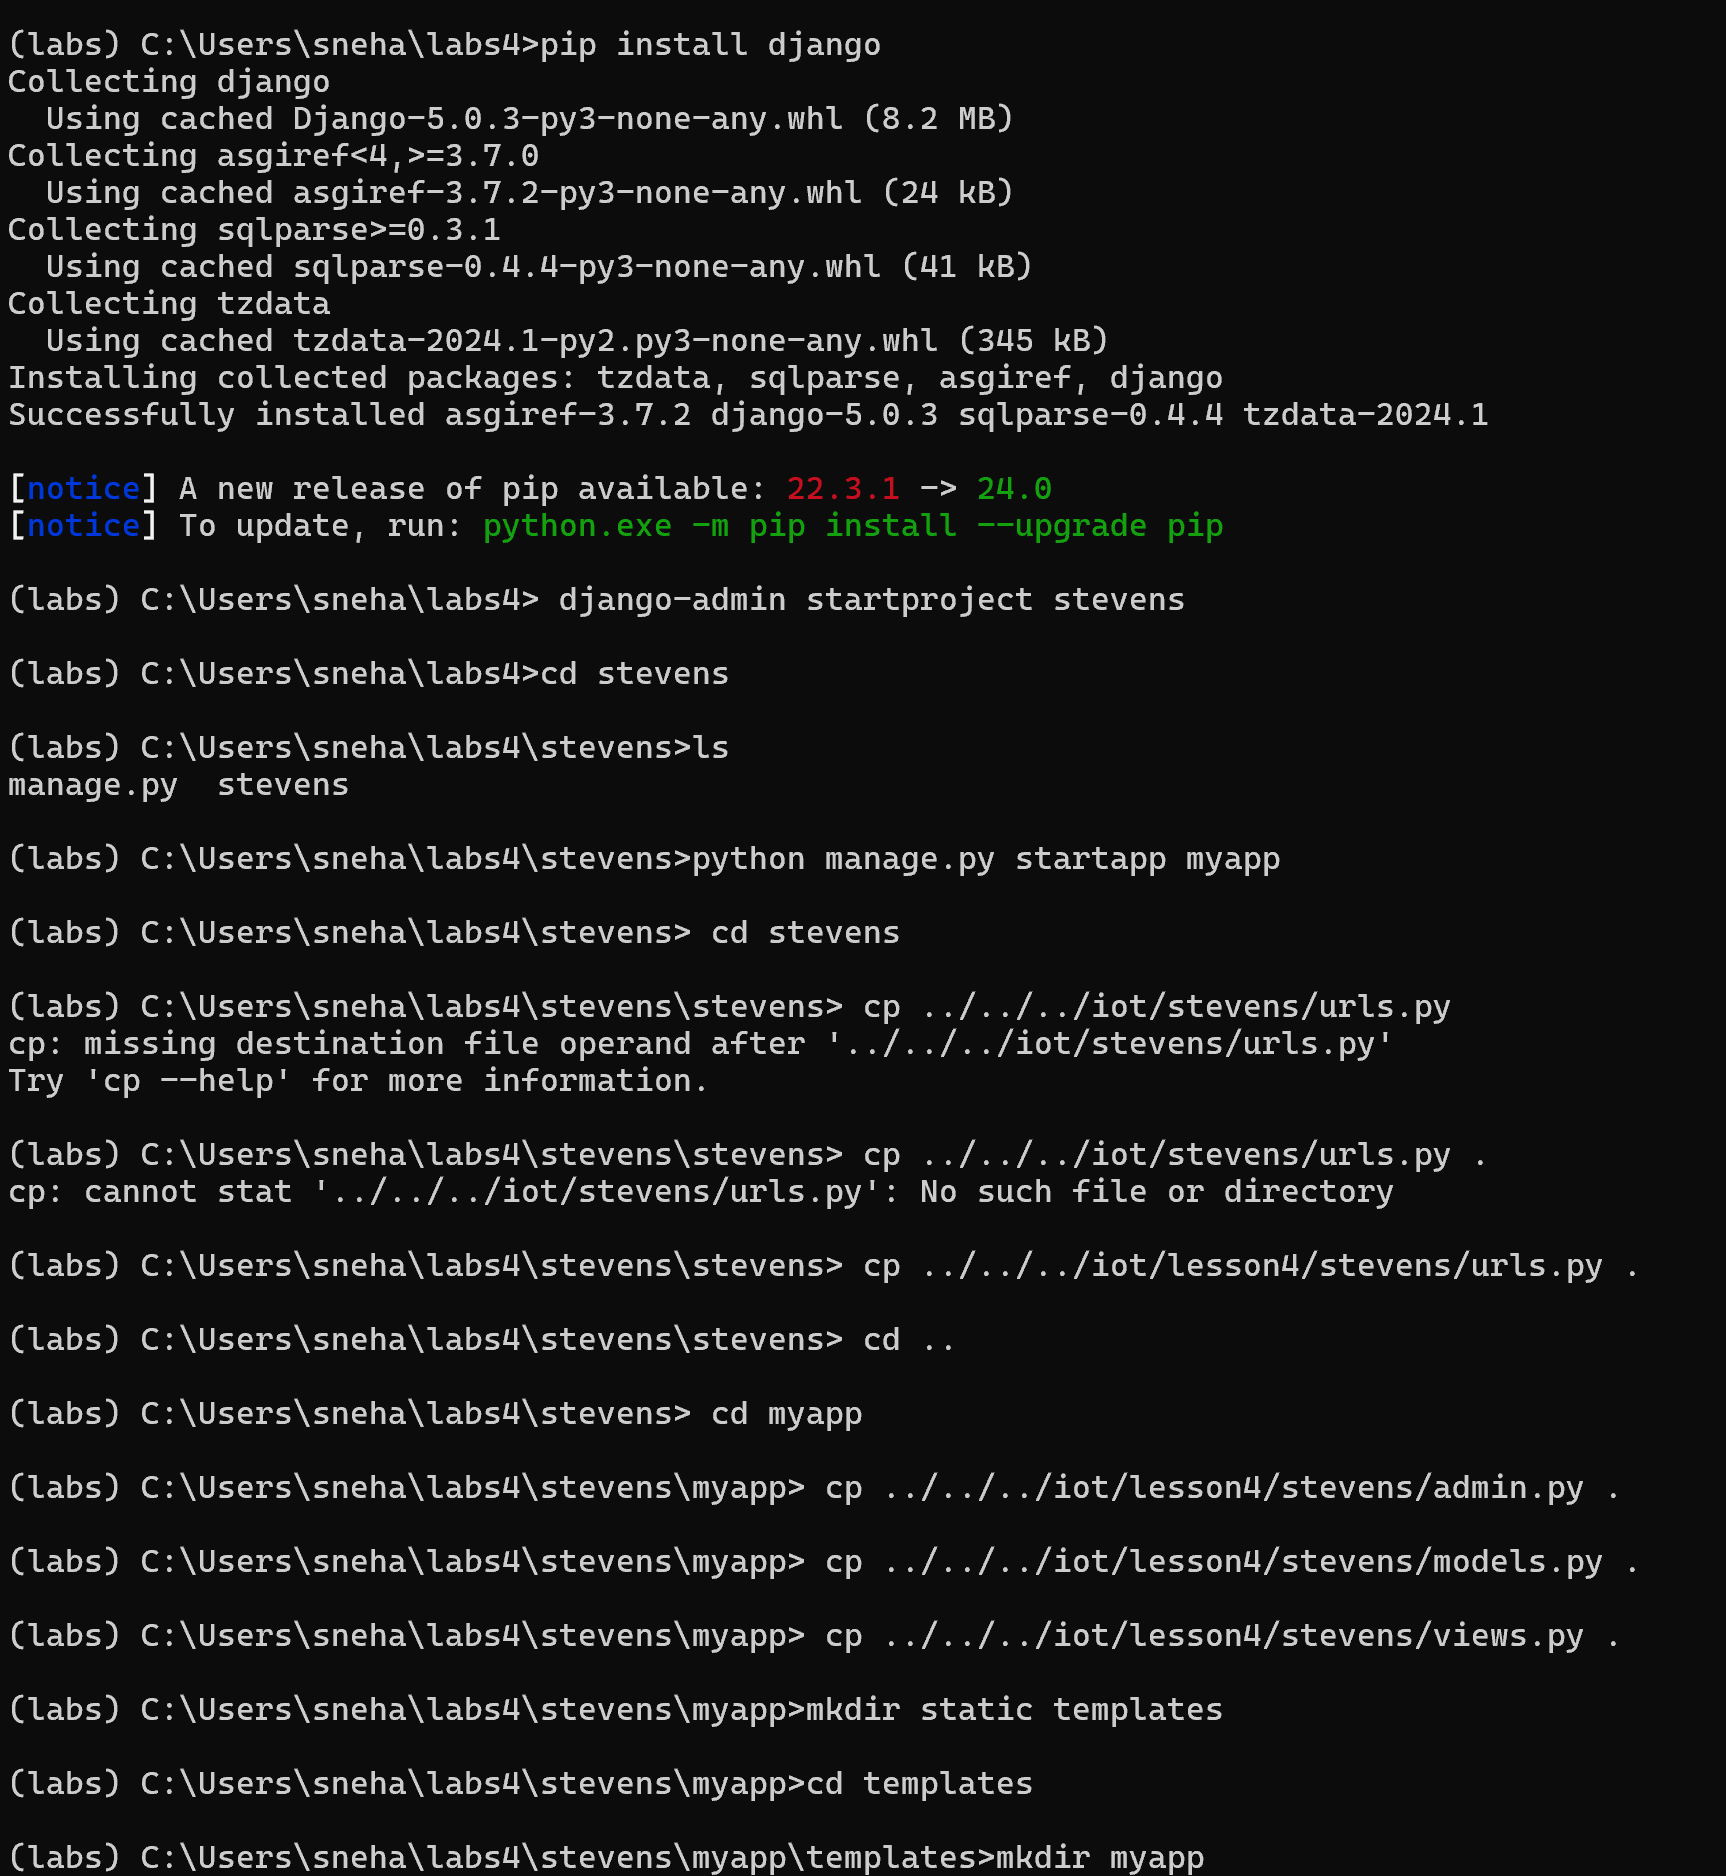 (labs) C:\Users\sneha\labs4>pip install django
Collecting django
  Using cached Django-5.0.3-py3-none-any.whl (8.2 MB)
Collecting asgiref<4,>=3.7.0
  Using cached asgiref-3.7.2-py3-none-any.whl (24 kB)
Collecting sqlparse>=0.3.1
  Using cached sqlparse-0.4.4-py3-none-any.whl (41 kB)
Collecting tzdata
  Using cached tzdata-2024.1-py2.py3-none-any.whl (345 kB)
Installing collected packages: tzdata, sqlparse, asgiref, django
Successfully installed asgiref-3.7.2 django-5.0.3 sqlparse-0.4.4 tzdata-2024.1
[notice] A new release of pip available: 22.3.1 -> 24.0
[notice] To update, run: python.exe -m pip install --upgrade pip
(labs) C:\Users\sneha\labs4> django-admin startproject stevens
(labs) C:\Users\sneha\labs4>cd stevens
(labs) C:\Users\sneha\labs4\stevens>ls
manage.py  stevens
(labs) C:\Users\sneha\labs4\stevens>python manage.py startapp myapp
(labs) C:\Users\sneha\labs4\stevens> cd stevens
(labs) C:\Users\sneha\labs4\stevens\stevens> cp ../../../iot/stevens/urls.py
cp: missing destination file operand after '../../../iot/stevens/urls.py'
Try 'cp --help' for more information.
(labs) C:\Users\sneha\labs4\stevens\stevens> cp ../../../iot/stevens/urls.py .
cp: cannot stat '../../../iot/stevens/urls.py': No such file or directory
(labs) C:\Users\sneha\labs4\stevens\stevens> cp ../../../iot/lesson4/stevens/urls.py .
(labs) C:\Users\sneha\labs4\stevens\stevens> cd ..
(labs) C:\Users\sneha\labs4\stevens> cd myapp
(labs) C:\Users\sneha\labs4\stevens\myapp> cp ../../../iot/lesson4/stevens/admin.py .
(labs) C:\Users\sneha\labs4\stevens\myapp> cp ../../../iot/lesson4/stevens/models.py .
(labs) C:\Users\sneha\labs4\stevens\myapp> cp ../../../iot/lesson4/stevens/views.py .
(labs) C:\Users\sneha\labs4\stevens\myapp>mkdir static templates
(labs) C:\Users\sneha\labs4\stevens\myapp>cd templates
(labs) C:\Users\sneha\labs4\stevens\myapp\templates>mkdir myapp